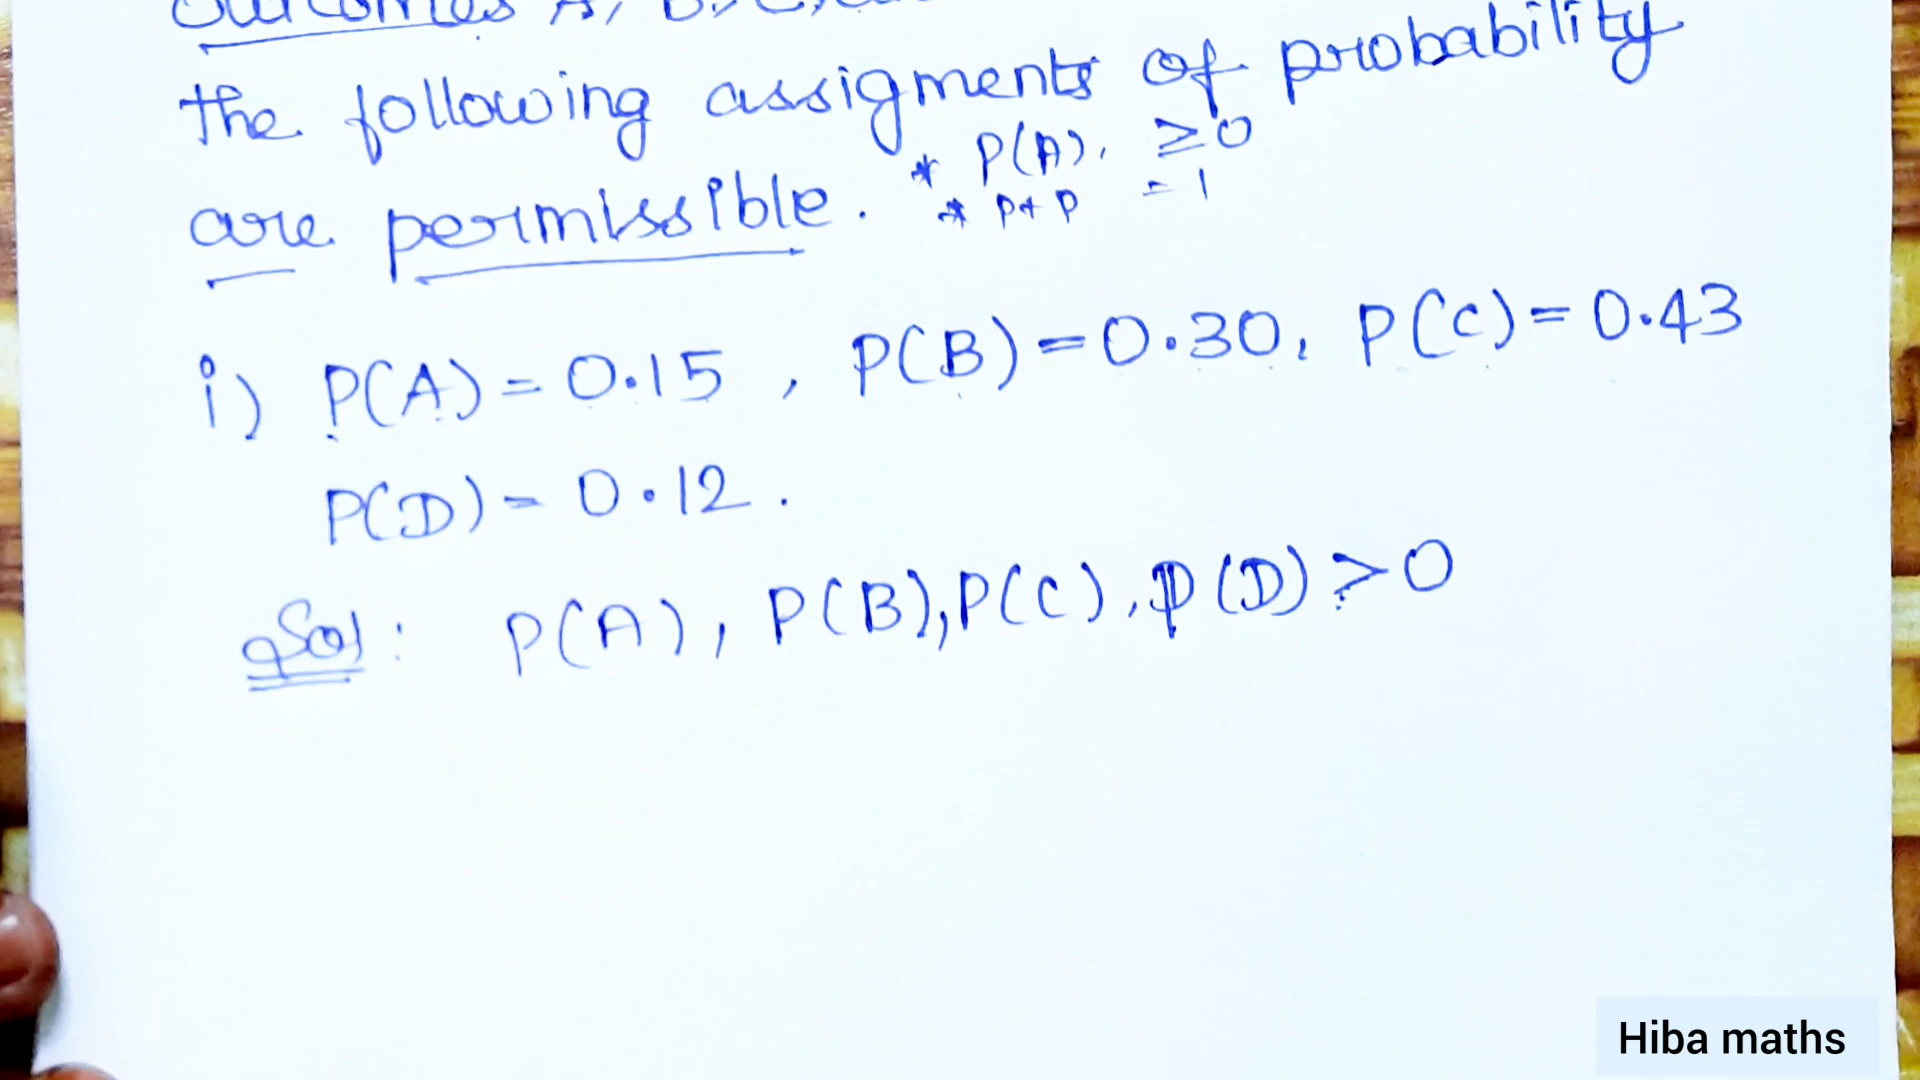 outcomes A, B, C,
the following assigments of probability
are permissible. * P(A), ≥0
* P+P =1
i) P(A)=0.15, P(B)=0.30, P(C)=0.43
P(D)=0.12.
Sol: P(A), P(B), P(C), P(D)>0
Hiba maths